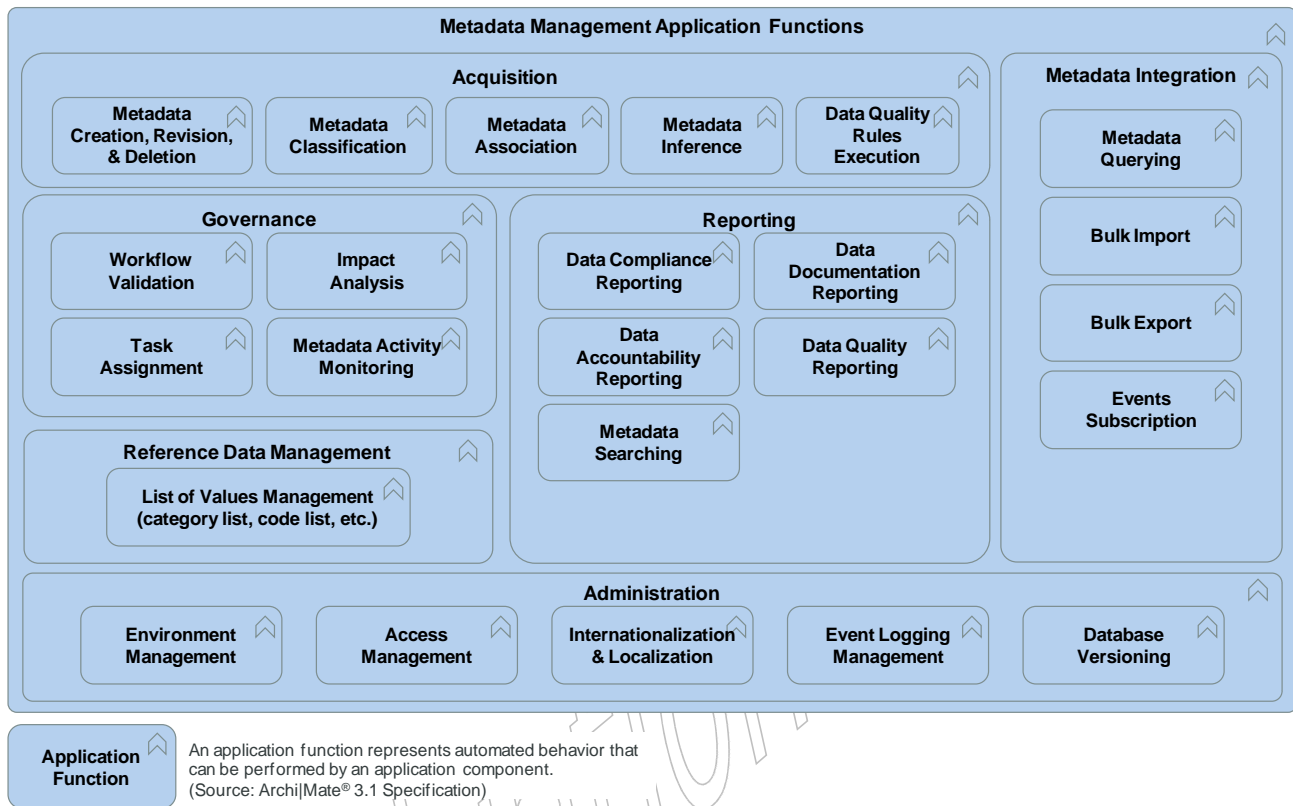 Metadata Management Application Functions
Acquisition
Metadata
Creation, Revision,
& Deletion
Metadata
Classification
Metadata
Association
Metadata
Inference
Data Quality
Rules
Execution
Metadata Integration
Metadata
Querying
Bulk Import
Bulk Export
Events
Subscription
Governance
Workflow
Validation
Impact
Analysis
Task
Assignment
Metadata Activity
Monitoring
Reporting
Data Compliance
Reporting
Data
Documentation
Reporting
Data
Accountability
Reporting
Data Quality
Reporting
Metadata
Searching
Reference Data Management
List of Values Management
(category list, code list, etc.)
Administration
Environment
Management
Access
Management
Internationalization
& Localization
Event Logging
Management
Database
Versioning
Application
Function
An application function represents automated behavior that
can be performed by an application component.
(Source: Archi|Mate® 3.1 Specification)